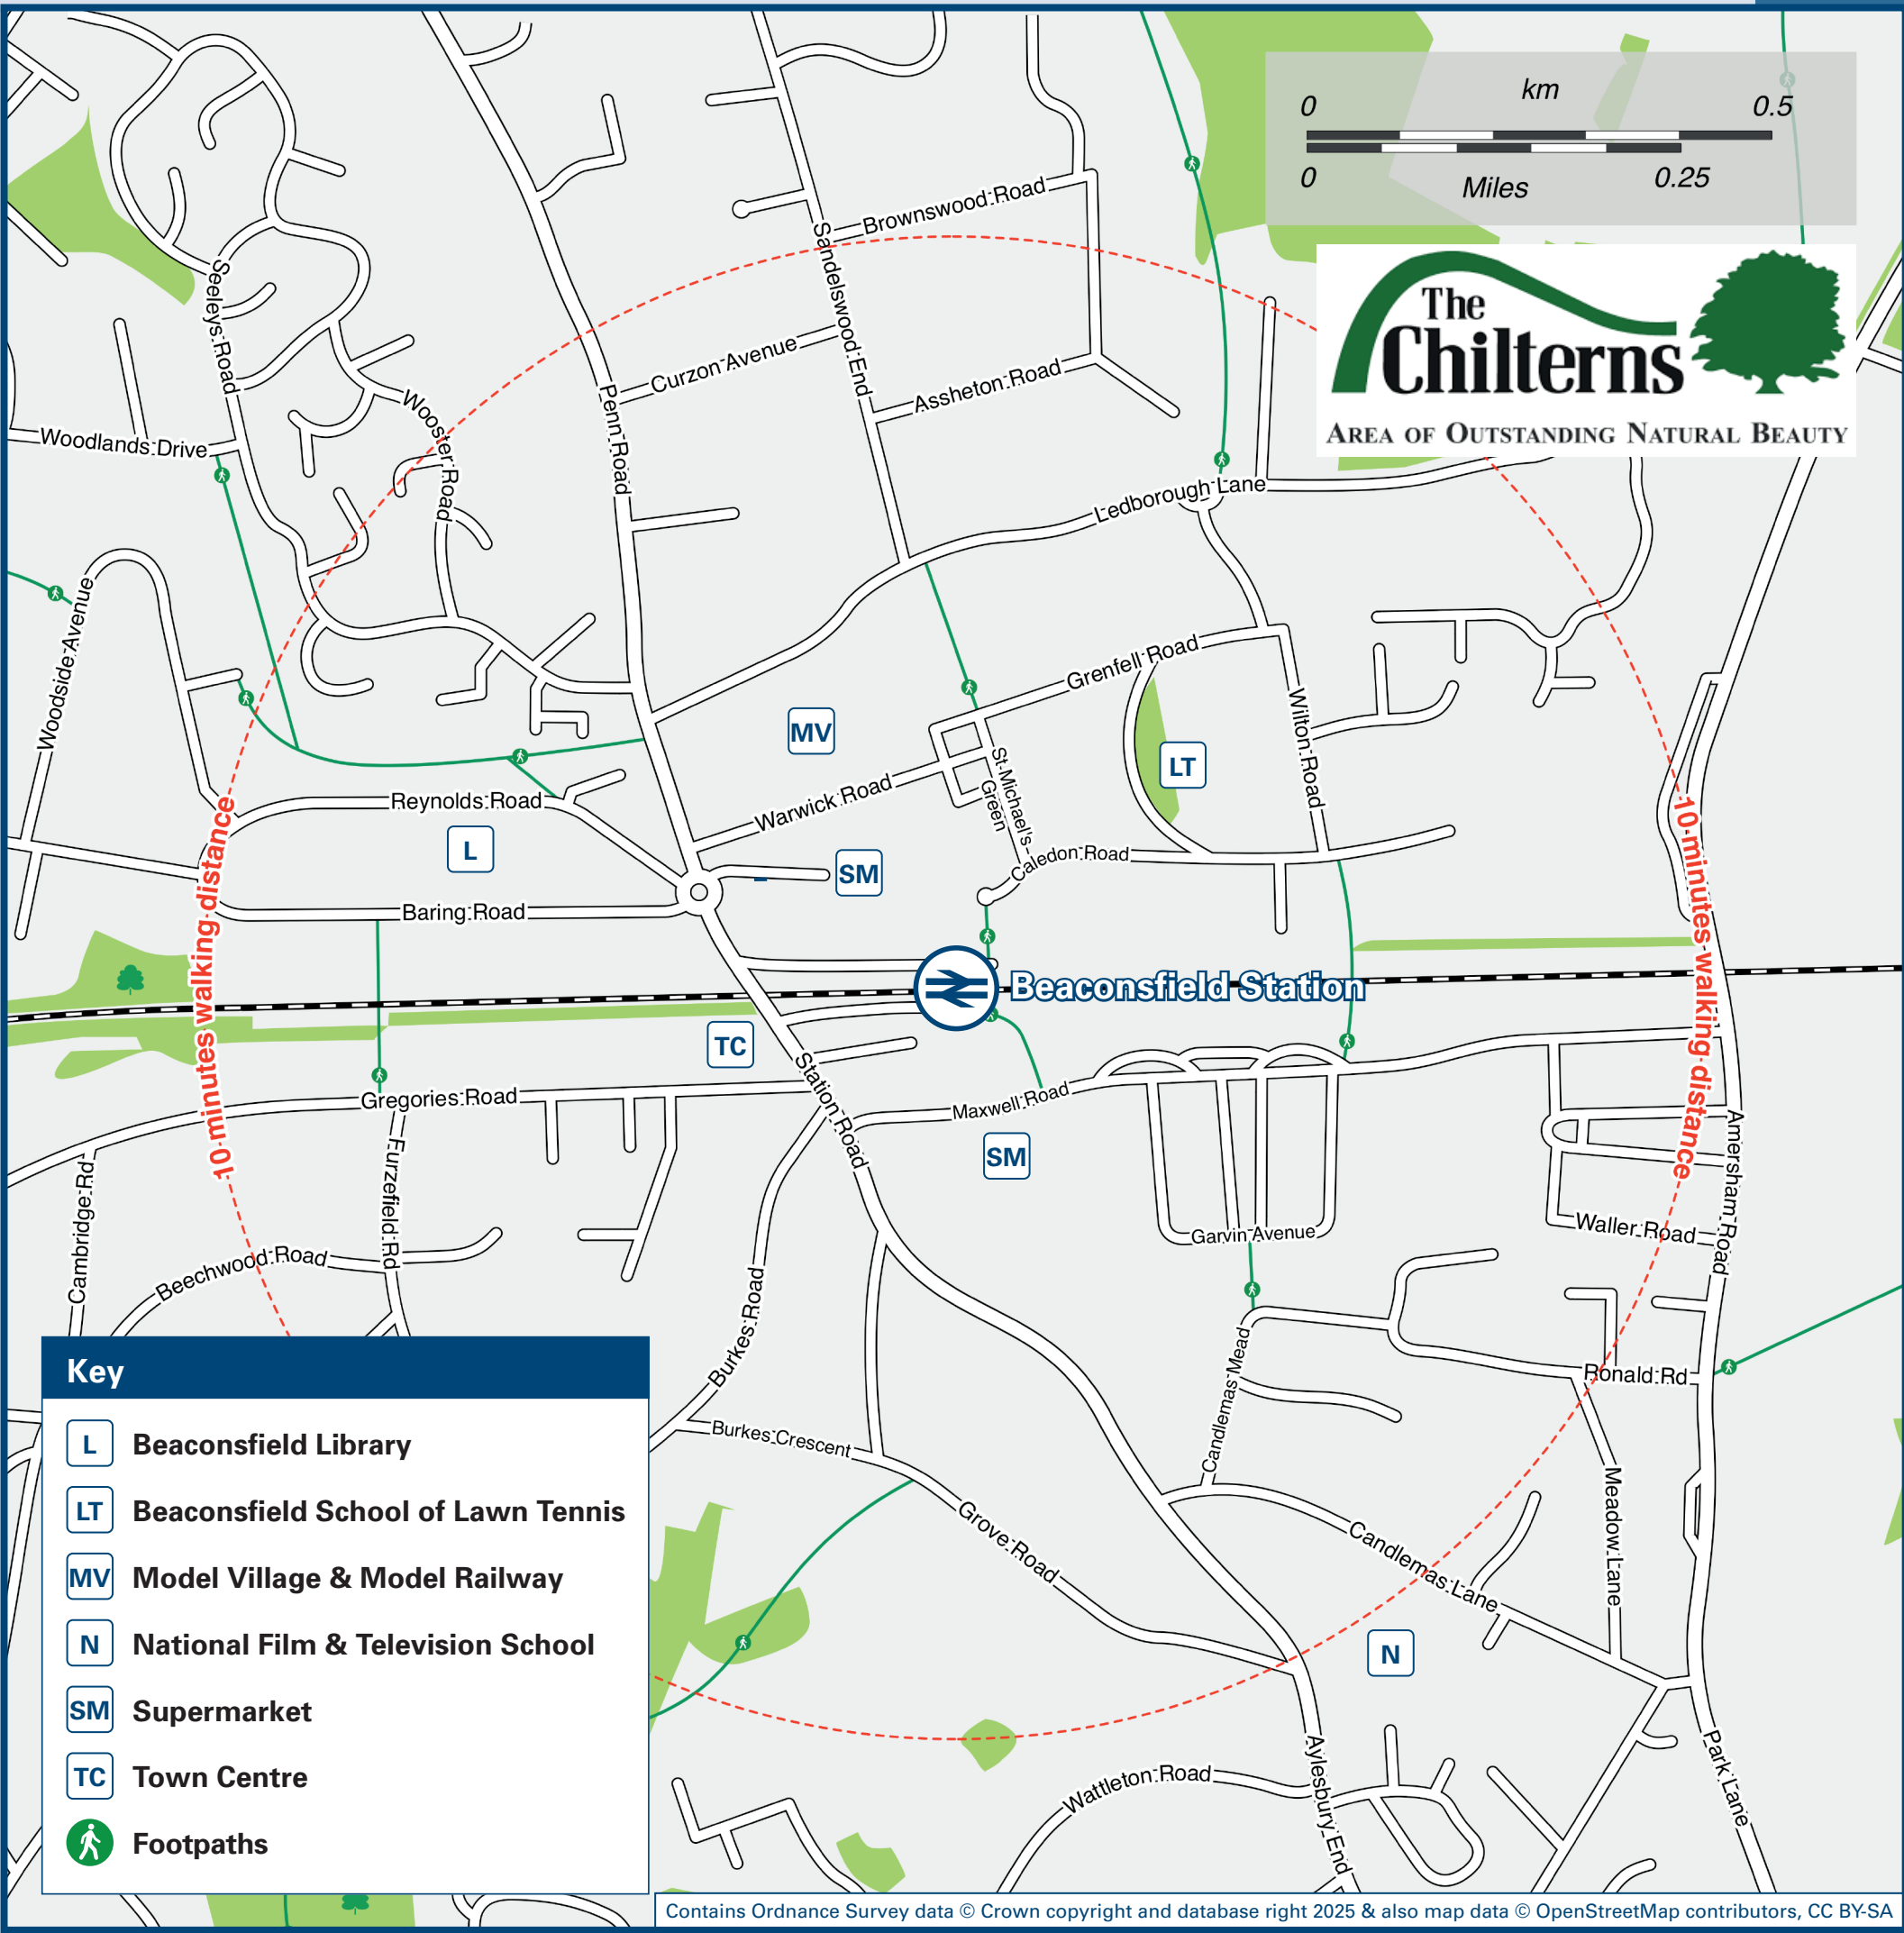 km
0 0.5
0 0.25
Miles
The
Chilterns
AREA OF OUTSTANDING NATURAL BEAUTY
Brownswood Road
Sandelswood End
Seeleys Road
Curzon Avenue
Assheton Road
Penn Road
Wooster Road
Woodlands Drive
Ledborough Lane
Woodside Avenue
Grenfell Road
Wilton Road
MV
LT
St Michael's
Green
Warwick Road
Reynolds Road
L
SM
Caledon Road
10 minutes walking distance
10 minutes walking distance
Baring Road
Beaconsfield Station
TC
Station Road
Gregories Road
Maxwell Road
SM
Furzefield Rd
Cambridge Rd
Amersham Road
Garvin Avenue
Waller Road
Beechwood Road
Burkes Road
Candlemas Mead
Ronald Rd
Burkes Crescent
Grove Road
Candlemas Lane
Meadow Lane
N
Aylesbury End
Wattleton Road
Park Lane
Key
L Beaconsfield Library
LT Beaconsfield School of Lawn Tennis
MV Model Village & Model Railway
N National Film & Television School
SM Supermarket
TC Town Centre
Footpaths
Contains Ordnance Survey data © Crown copyright and database right 2025 & also map data © OpenStreetMap contributors, CC BY-SA